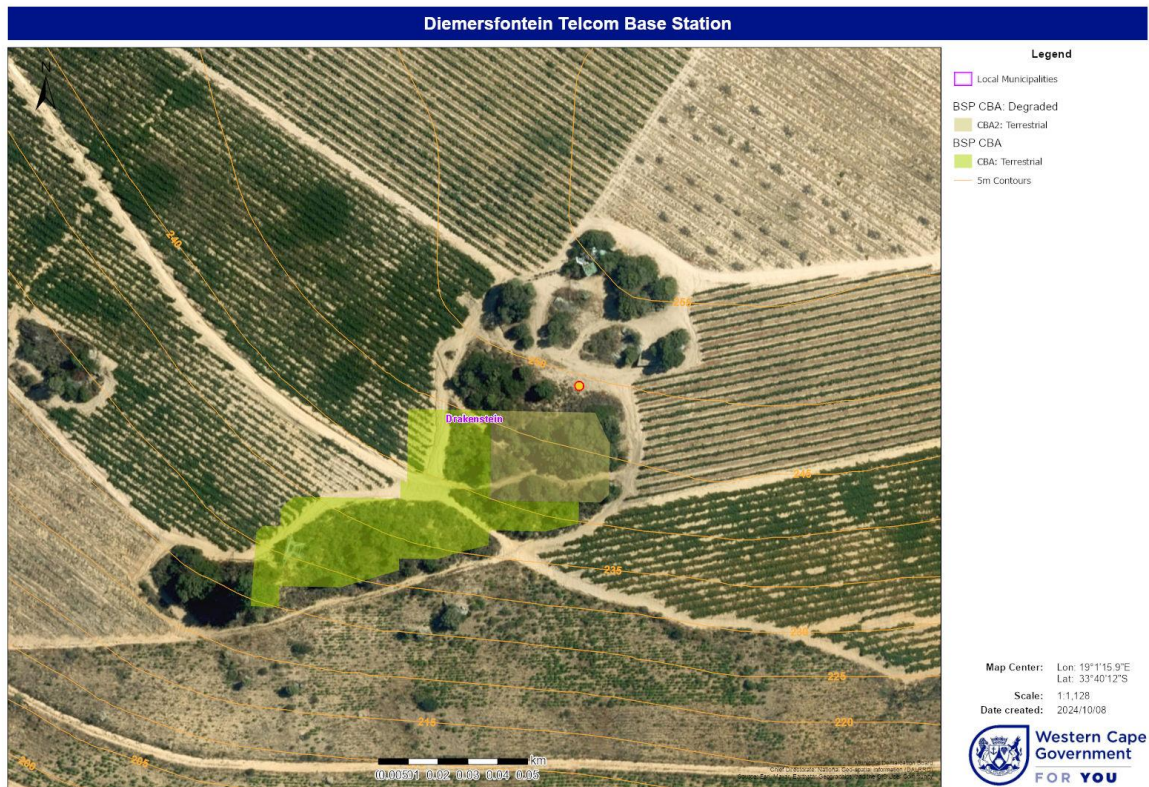 Diemersfontein Telcom Base Station
N
Legend
Local Municipalities
BSP CBA: Degraded
CBA2: Terrestrial
BSP CBA
CBA: Terrestrial
5m Contours
240
255
250
Drakenstein
245
235
230
225
220
215
205
200
km
0.02 0.03 0.04 0.05
Map Center: Lon: 19°1'15.9"E
Lat: 33°40'12"S
Scale: 1:1,128
Date created: 2024/10/08
Western Cape
Government
FOR YOU